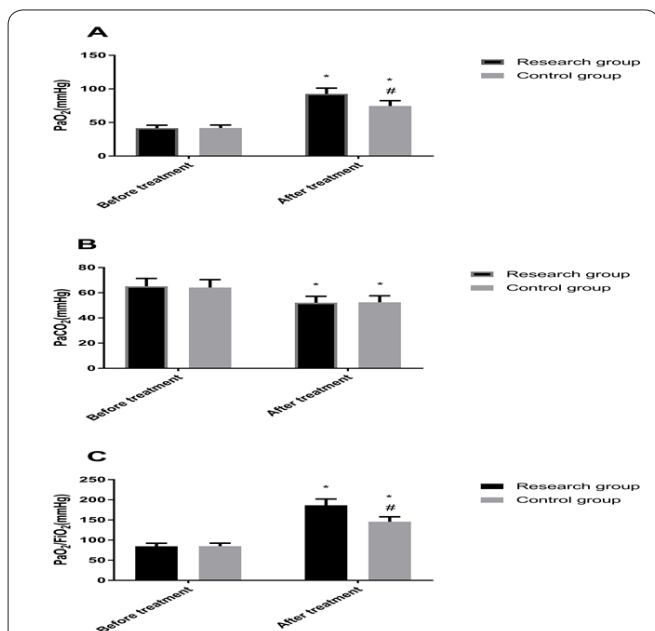 A
150
100
50
0
PaO₂(mmHg)
*
*
#
Before treatment
After treatment
Research group
Control group
B
80
60
40
20
0
PaCO₂(mmHg)
*
*
Before treatment
After treatment
Research group
Control group
C
250
200
150
100
50
0
PaO₂/FiO₂(mmHg)
*
*
#
Before treatment
After treatment
Research group
Control group